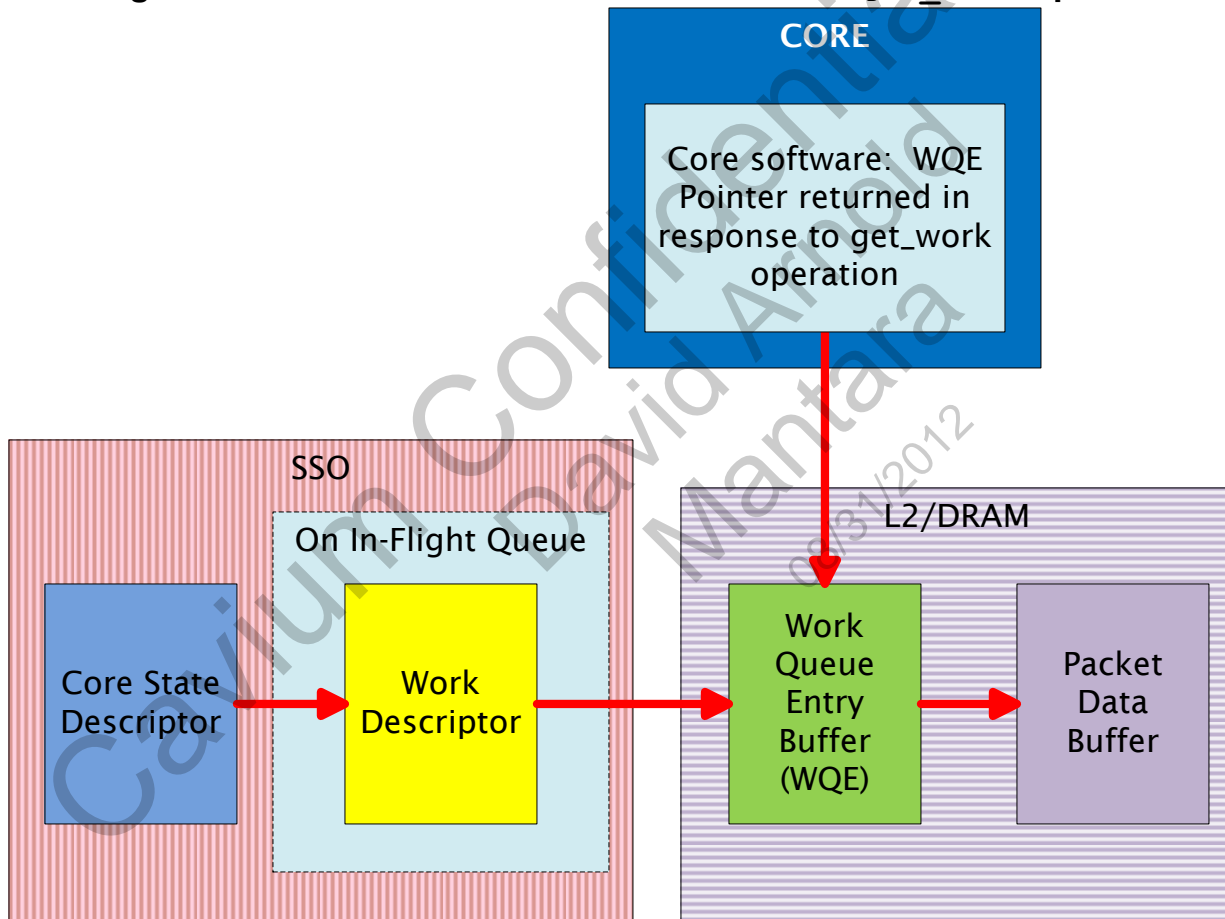 CORE
Core software:  WQE
Pointer returned in
response to get_work
operation
SSO
On In-Flight Queue
Core State
Descriptor
Work
Descriptor
L2/DRAM
Work
Queue
Entry
Buffer
(WQE)
Packet
Data
Buffer
Cavium Confidential
David Arnold
Mantara
08/31/2012